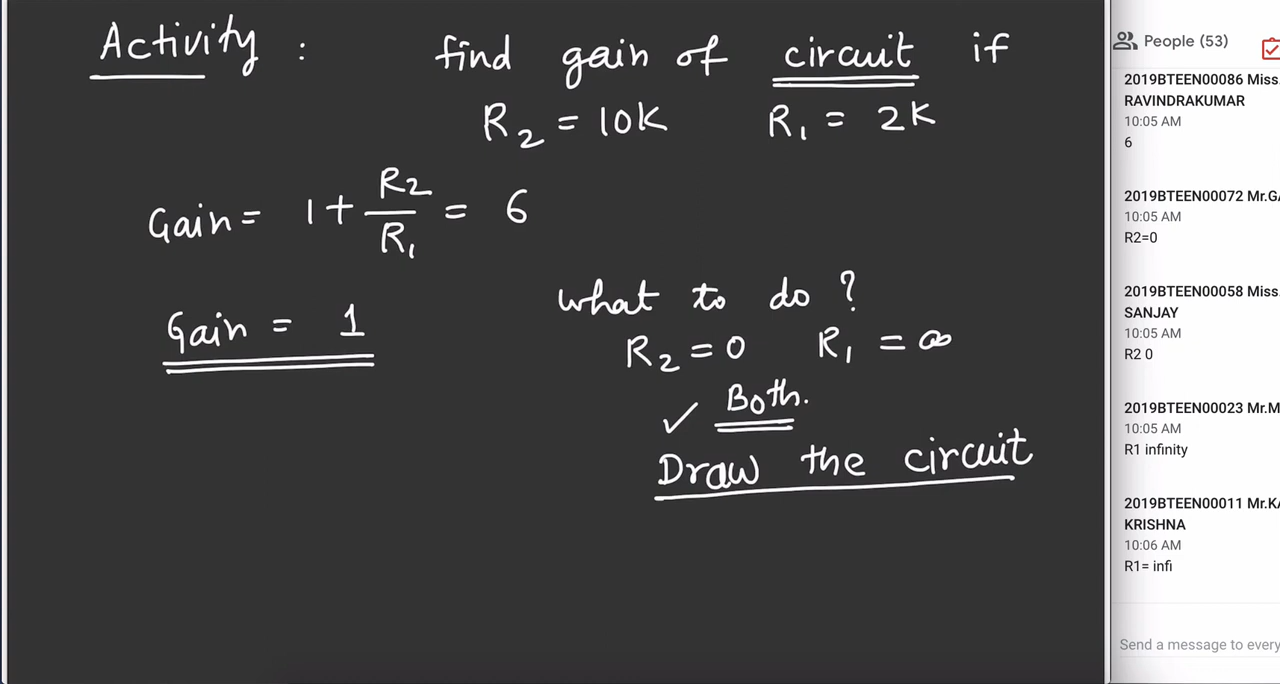 Activity : find gain of circuit if
R₂ = 10K R₁ = 2K
Gain = 1 + R₂/R₁ = 6
what to do ?
Gain = 1
R₂ = 0 R₁ = ∞
✓ Both.
Draw the circuit
People (53)
2019BTEEN00086 Miss.
RAVINDRAKUMAR
10:05 AM
6
2019BTEEN00072 Mr.GA
10:05 AM
R2=0
2019BTEEN00058 Miss.
SANJAY
10:05 AM
R2 0
2019BTEEN00023 Mr.M
10:05 AM
R1 infinity
2019BTEEN00011 Mr.KA
KRISHNA
10:06 AM
R1= infi
Send a message to every